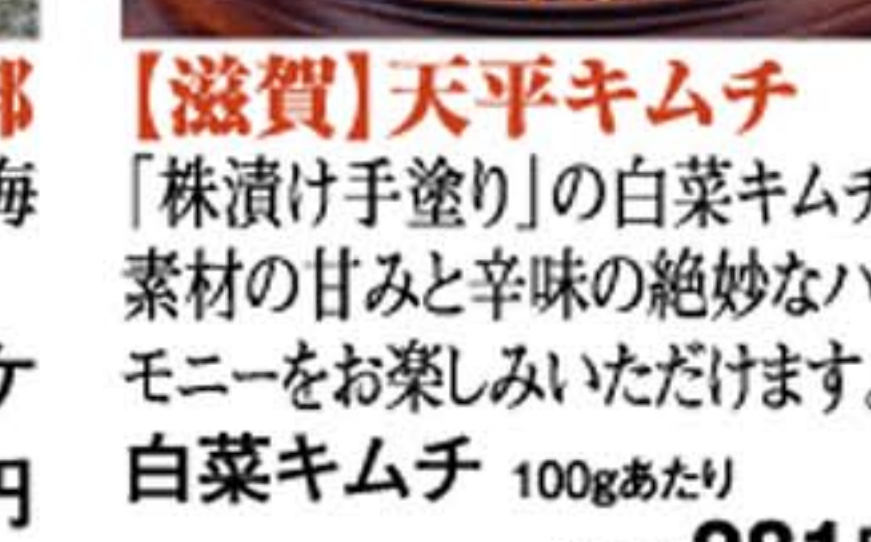 【滋賀】天平キムチ
「株漬け手塗り」の白菜キムチ
素材の甘みと辛味の絶妙なハ
モニーをお楽しみいただけます。
白菜キムチ 100gあたり